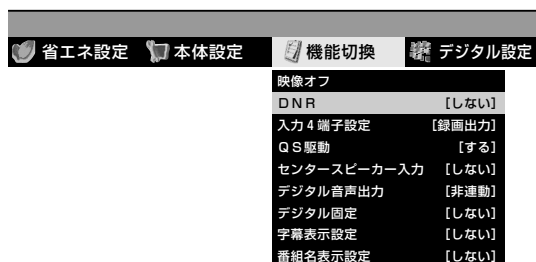 省エネ設定 本体設定 機能切換 デジタル設定
映像オフ
DNR [しない]
入力4端子設定 [録画出力]
QS駆動 [する]
センタースピーカー入力 [しない]
デジタル音声出力 [非連動]
デジタル固定 [しない]
字幕表示設定 [しない]
番組名表示設定 [しない]